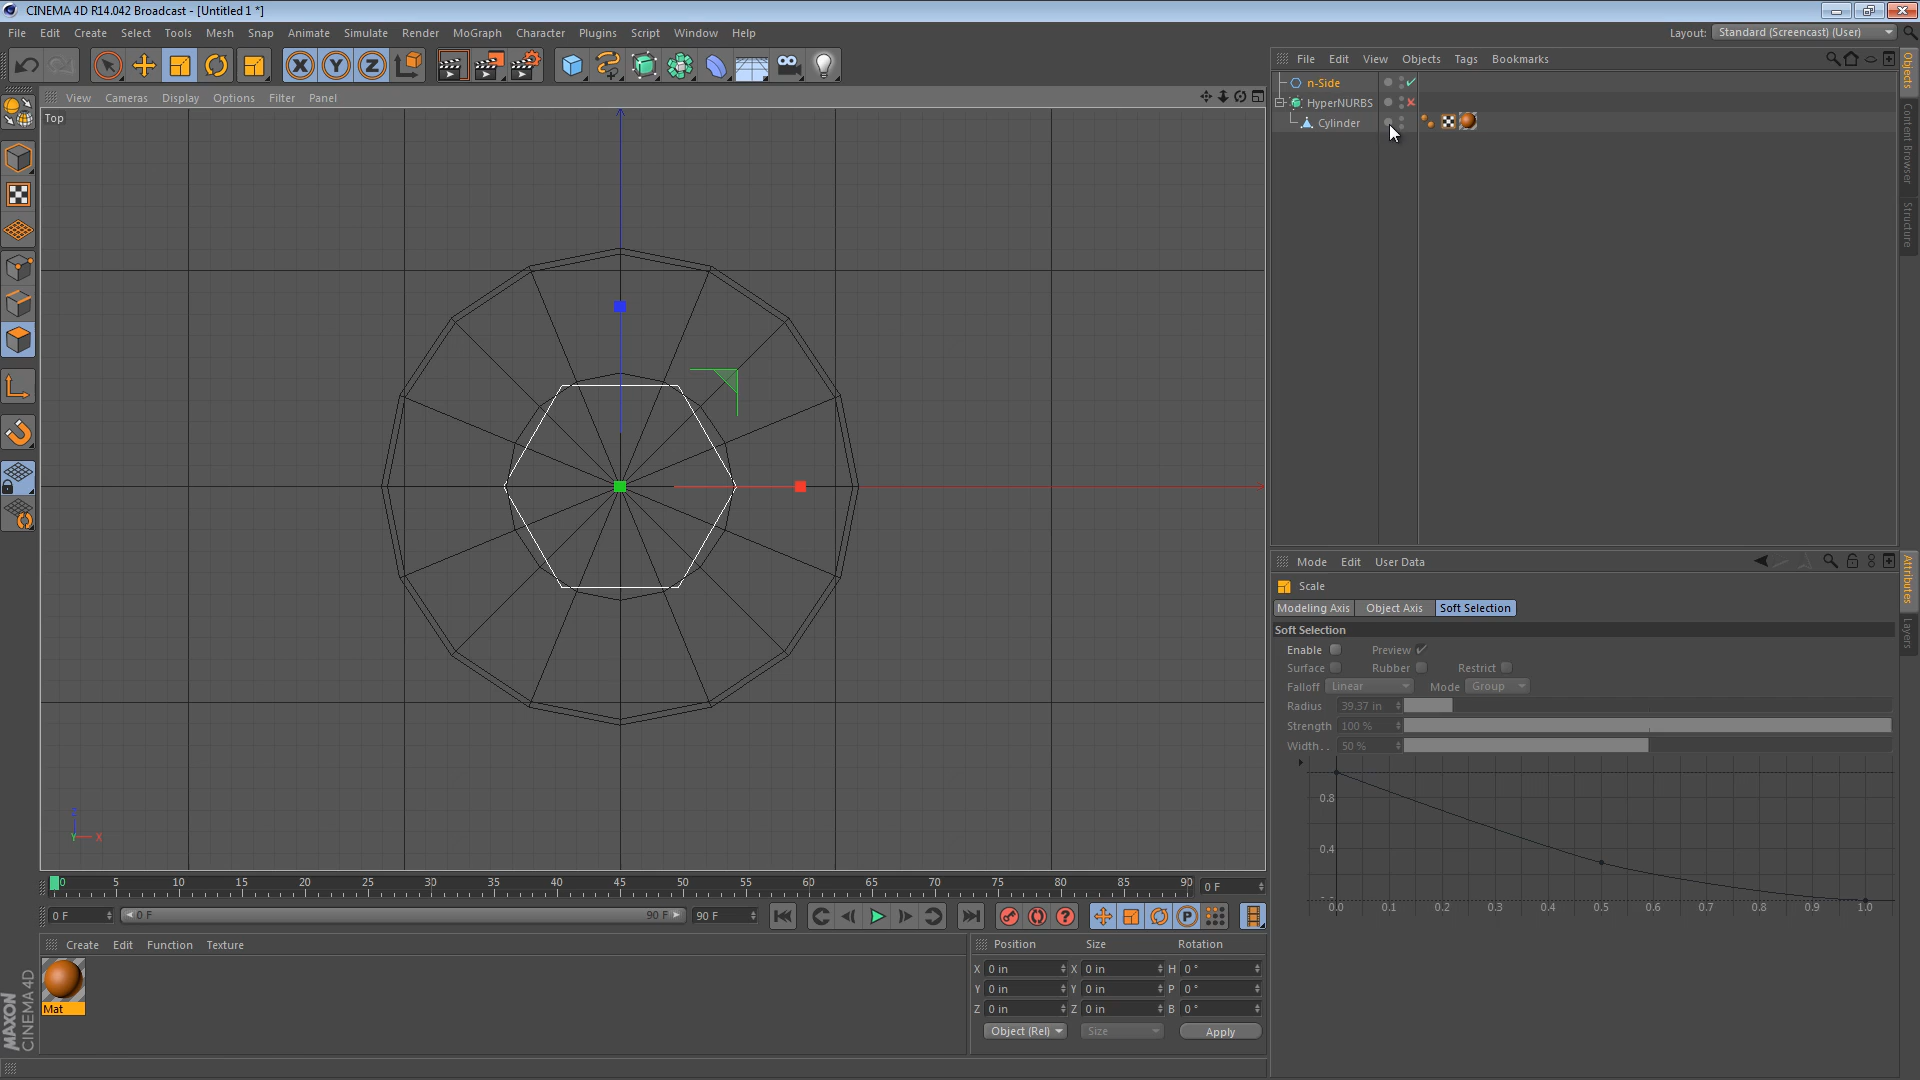 CINEMA 4D R14.042 Broadcast - [Untitled 1 *]
File Edit Create Select Tools Mesh Snap Animate Simulate Render MoGraph Character Plugins Script Window Help
Layout: Standard (Screencast) (User)
File Edit View Objects Tags Bookmarks
View Cameras Display Options Filter Panel
Top
n-Side
HyperNURBS
Cylinder
Objects
Content Browser
Structure
Z
Y X
Mode Edit User Data
Scale
Modeling Axis Object Axis Soft Selection
Soft Selection
Enable Preview
Surface Rubber Restrict
Falloff Linear Mode Group
Radius 39.37 in
Strength 100 %
Width.. 50 %
0.8
0.4
0.0 0.1 0.2 0.3 0.4 0.5 0.6 0.7 0.8 0.9 1.0
Attributes
Layers
0 5 10 15 20 25 30 35 40 45 50 55 60 65 70 75 80 85 90
0 F
0 F 0 F 90 F 90 F
Create Edit Function Texture
Mat
MAXON
CINEMA 4D
Position Size Rotation
X 0 in X 0 in H 0 °
Y 0 in Y 0 in P 0 °
Z 0 in Z 0 in B 0 °
Object (Rel) Size Apply